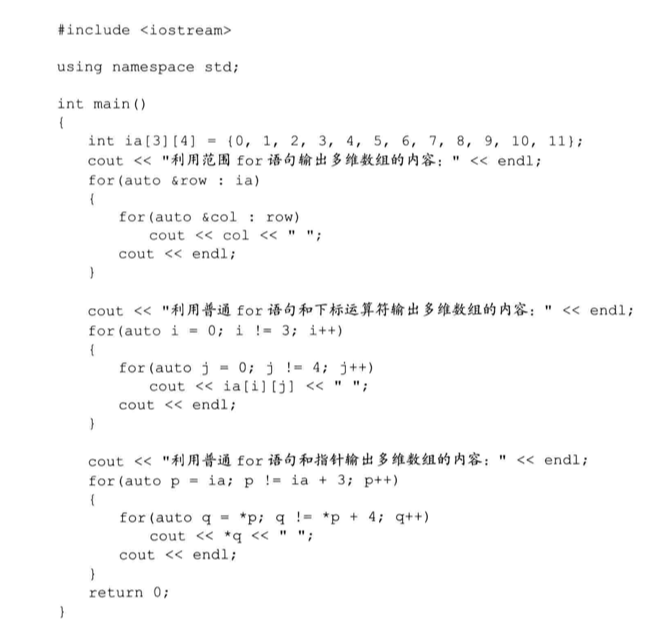 #include <iostream>
using namespace std;
int main()
{
int ia[3][4] = {0, 1, 2, 3, 4, 5, 6, 7, 8, 9, 10, 11};
cout << "利用范围 for 语句输出多维数组的内容：" << endl;
for(auto &row : ia)
{
for(auto &col : row)
cout << col << " ";
cout << endl;
}
cout << "利用普通 for 语句和下标运算符输出多维数组的内容：" << endl;
for(auto i = 0; i != 3; i++)
{
for(auto j = 0; j != 4; j++)
cout << ia[i][j] << " ";
cout << endl;
}
cout << "利用普通 for 语句和指针输出多维数组的内容：" << endl;
for(auto p = ia; p != ia + 3; p++)
{
for(auto q = *p; q != *p + 4; q++)
cout << *q << " ";
cout << endl;
}
return 0;
}